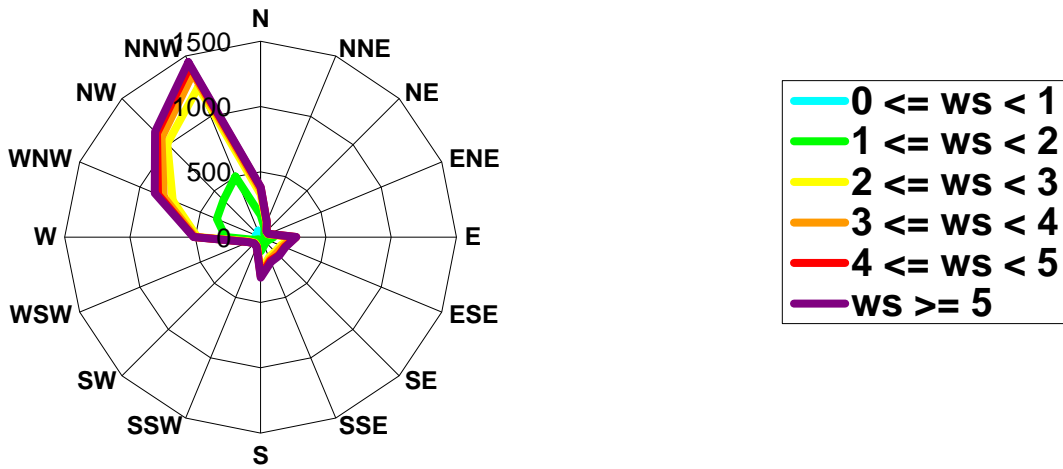 N
NNE
NE
ENE
E
ESE
SE
SSE
S
SSW
SW
WSW
W
WNW
NW
NNW
1500
1000
500
0
0 <= ws < 1
1 <= ws < 2
2 <= ws < 3
3 <= ws < 4
4 <= ws < 5
ws >= 5